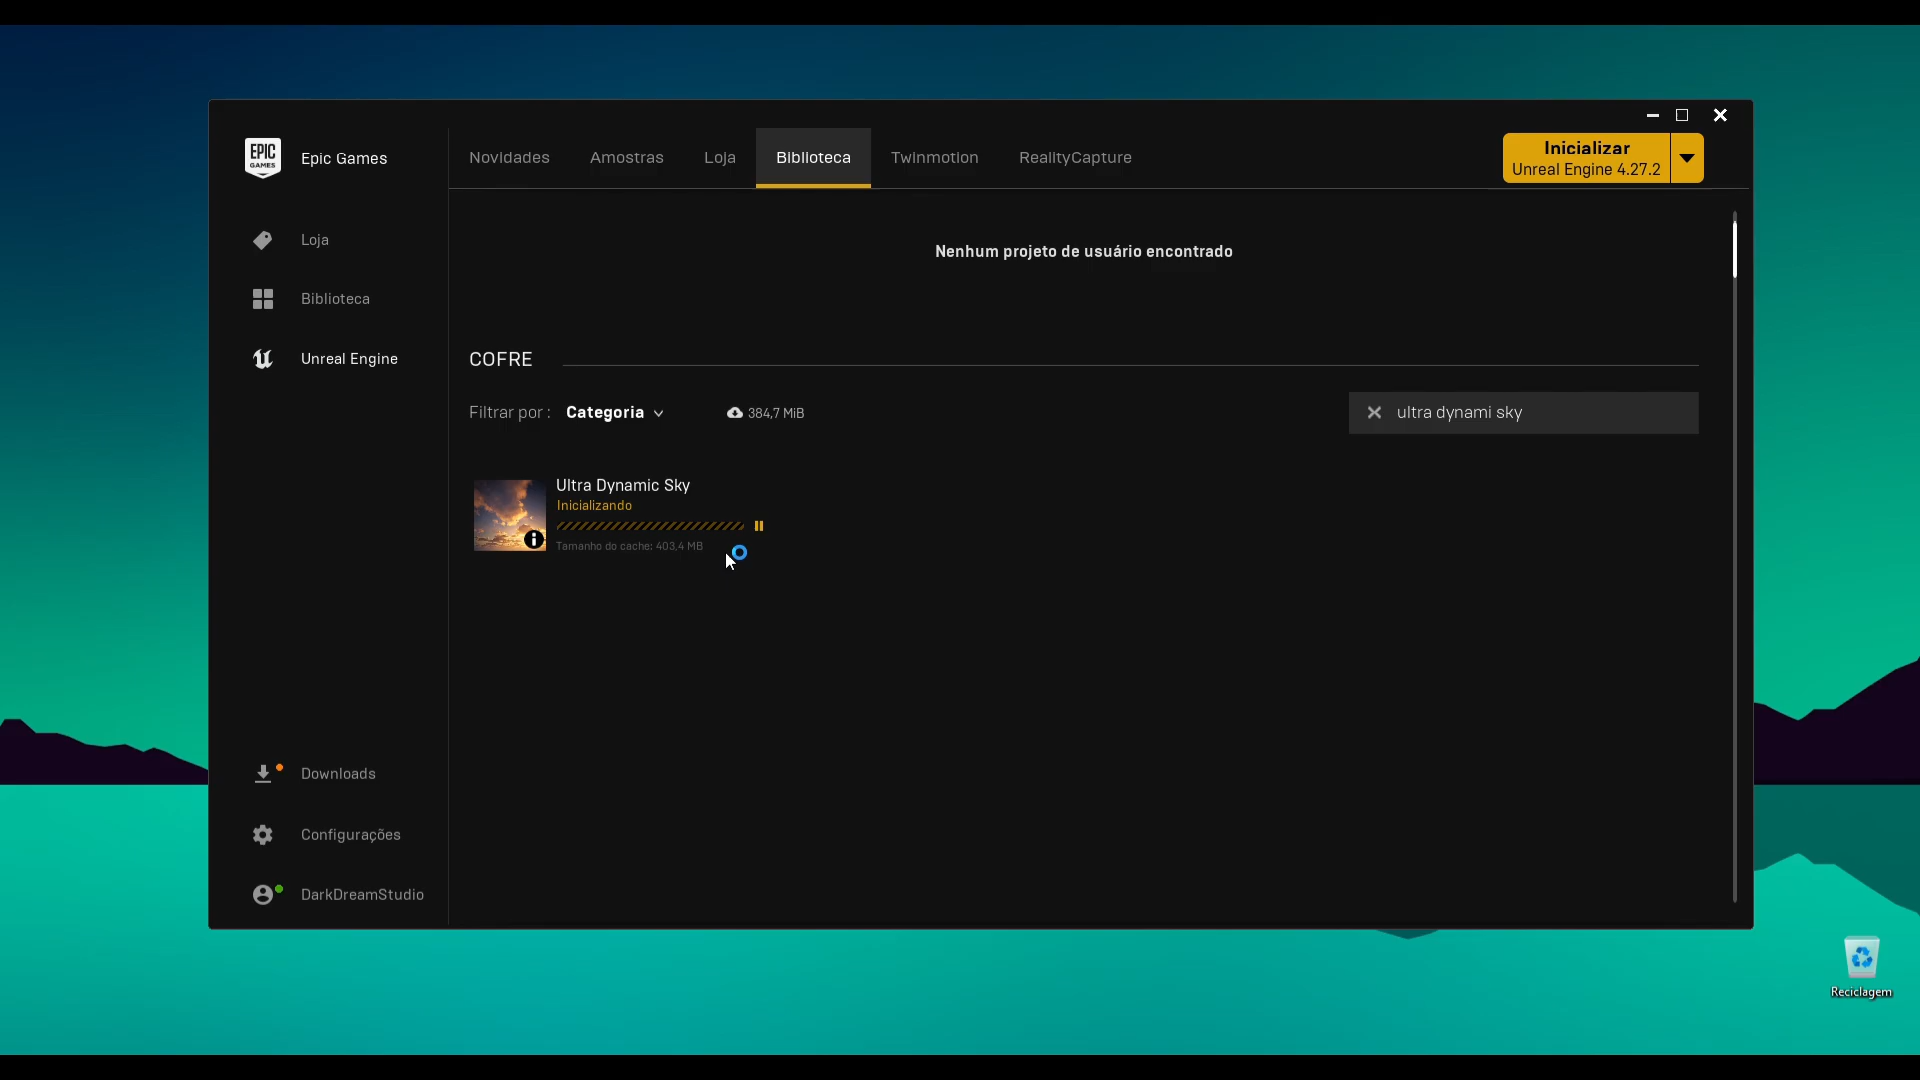 EPIC
GAMES
Epic Games
Novidades
Amostras
Loja
Biblioteca
Twinmotion
RealityCapture
Inicializar
Unreal Engine 4.27.2
Loja
Biblioteca
Unreal Engine
Nenhum projeto de usuário encontrado
COFRE
Filtrar por :
Categoria
384,7 MiB
ultra dynami sky
Ultra Dynamic Sky
Inicializando
Tamanho do cache: 403,4 MB
Downloads
Configurações
DarkDreamStudio
Reciclagem